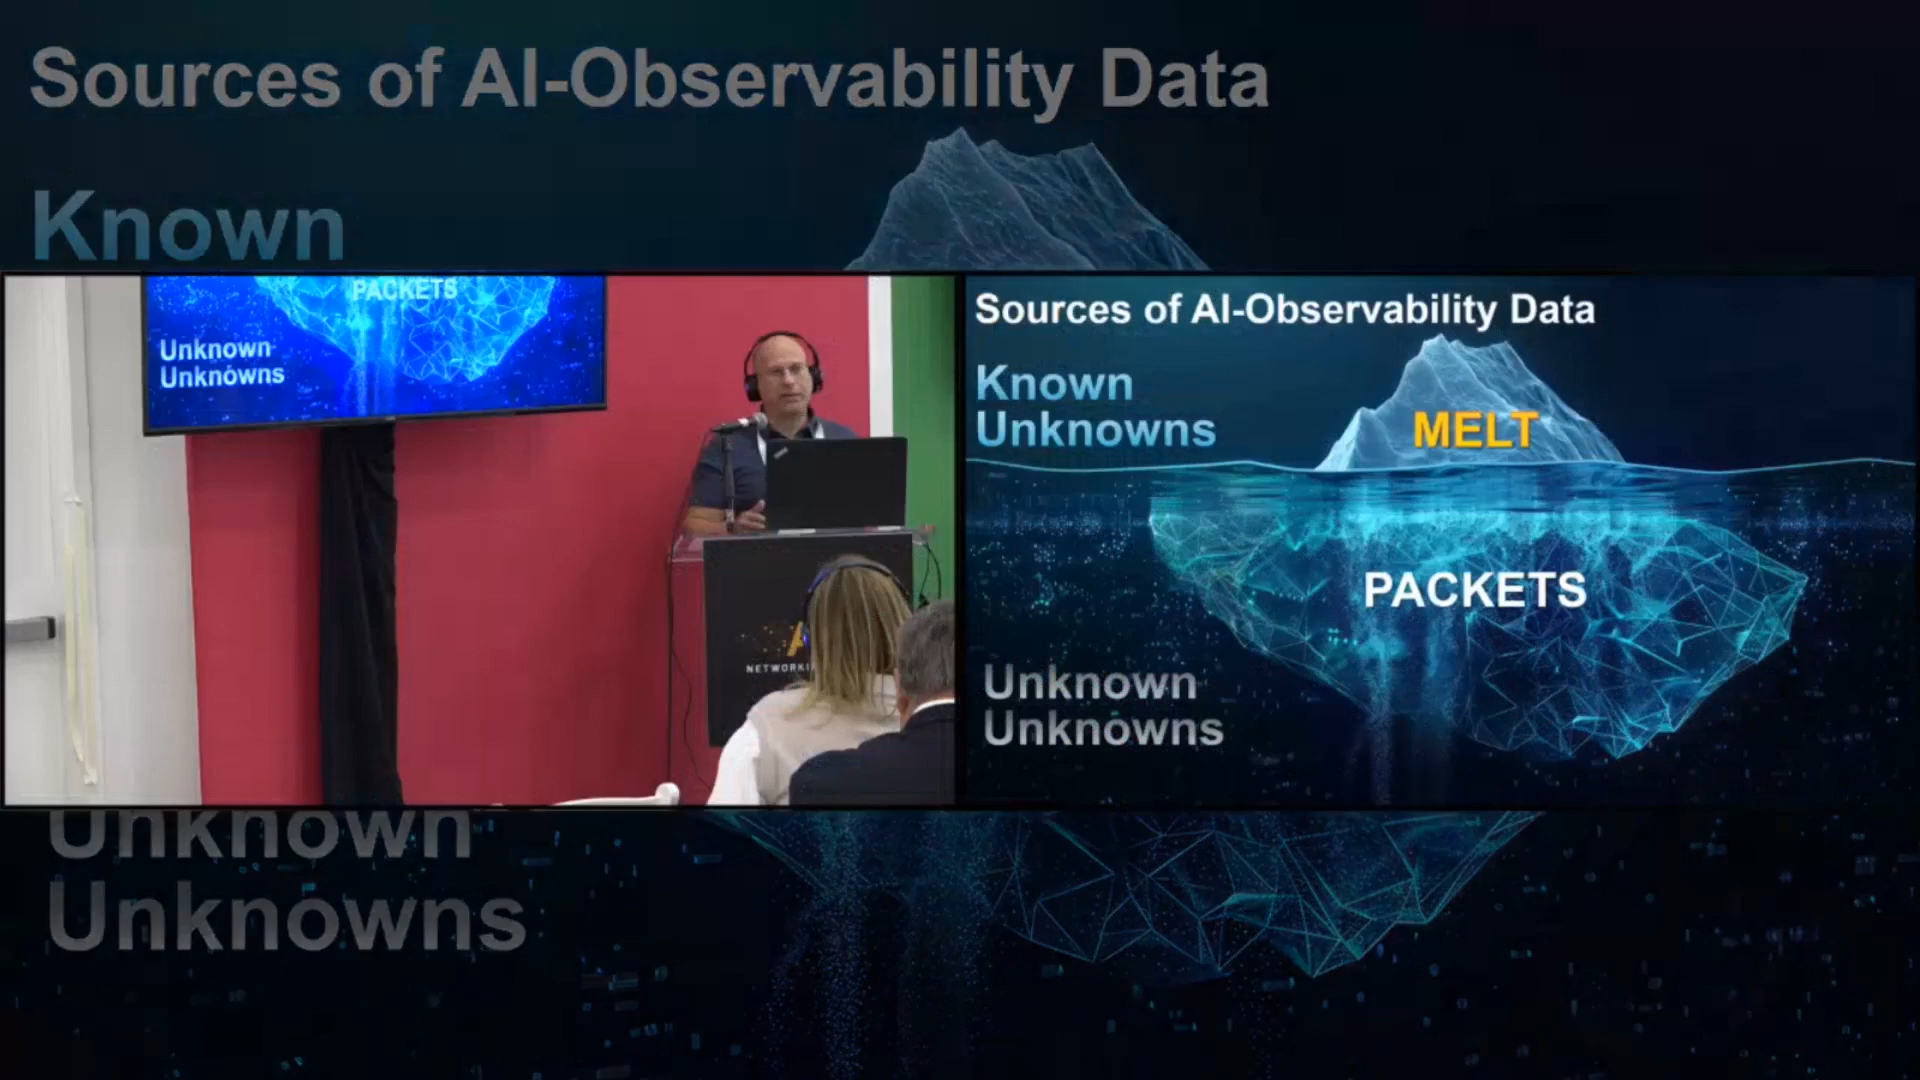 Sources of AI-Observability Data
Known
PACKETS
Unknown
Unknowns
NETWORKI
Sources of AI-Observability Data
Known
Unknowns
MELT
PACKETS
Unknown
Unknowns
Unknown
Unknowns